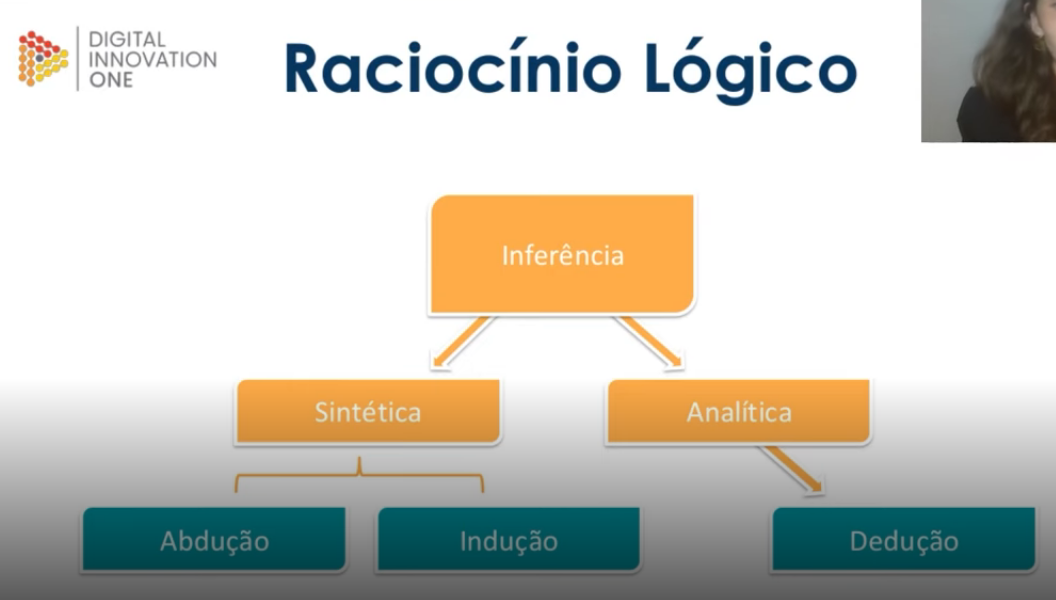 DIGITAL
INNOVATION
ONE
Raciocínio Lógico
Inferência
Sintética
Analítica
Abdução
Indução
Dedução